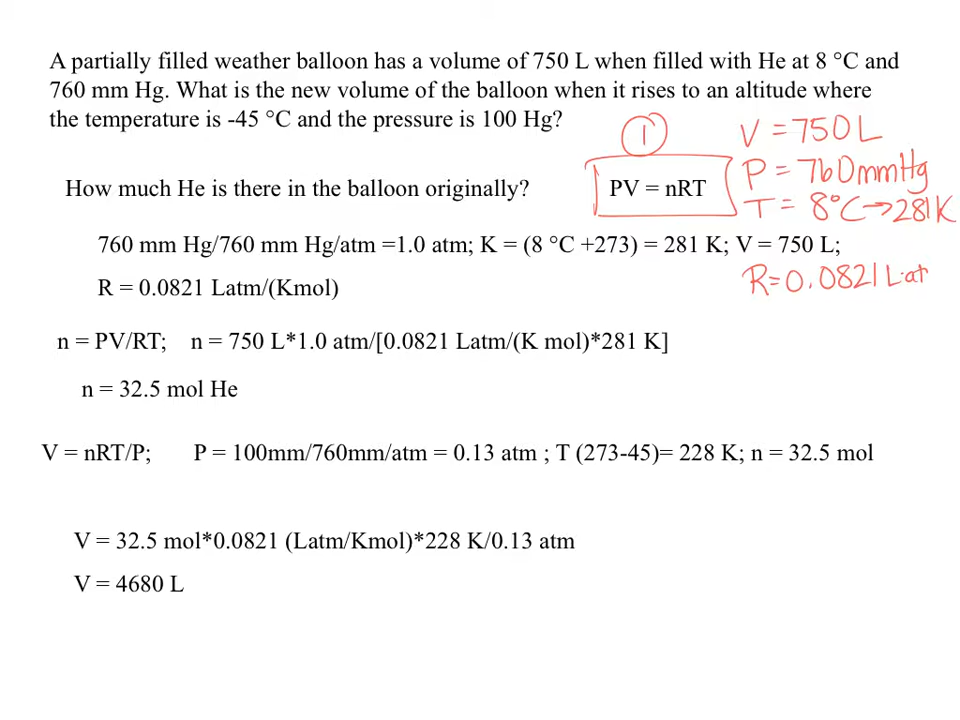 A partially filled weather balloon has a volume of 750 L when filled with He at 8 °C and
760 mm Hg. What is the new volume of the balloon when it rises to an altitude where
the temperature is -45 °C and the pressure is 100 Hg?
1
V = 750 L
P = 760 mmHg
T = 8°C → 281 K
How much He is there in the balloon originally?
PV = nRT
760 mm Hg/760 mm Hg/atm =1.0 atm; K = (8 °C +273) = 281 K; V = 750 L;
R = 0.0821 Latm/(Kmol)
R=0.0821 L·at
n = PV/RT; n = 750 L*1.0 atm/[0.0821 Latm/(K mol)*281 K]
n = 32.5 mol He
V = nRT/P; P = 100mm/760mm/atm = 0.13 atm ; T (273-45)= 228 K; n = 32.5 mol
V = 32.5 mol*0.0821 (Latm/Kmol)*228 K/0.13 atm
V = 4680 L